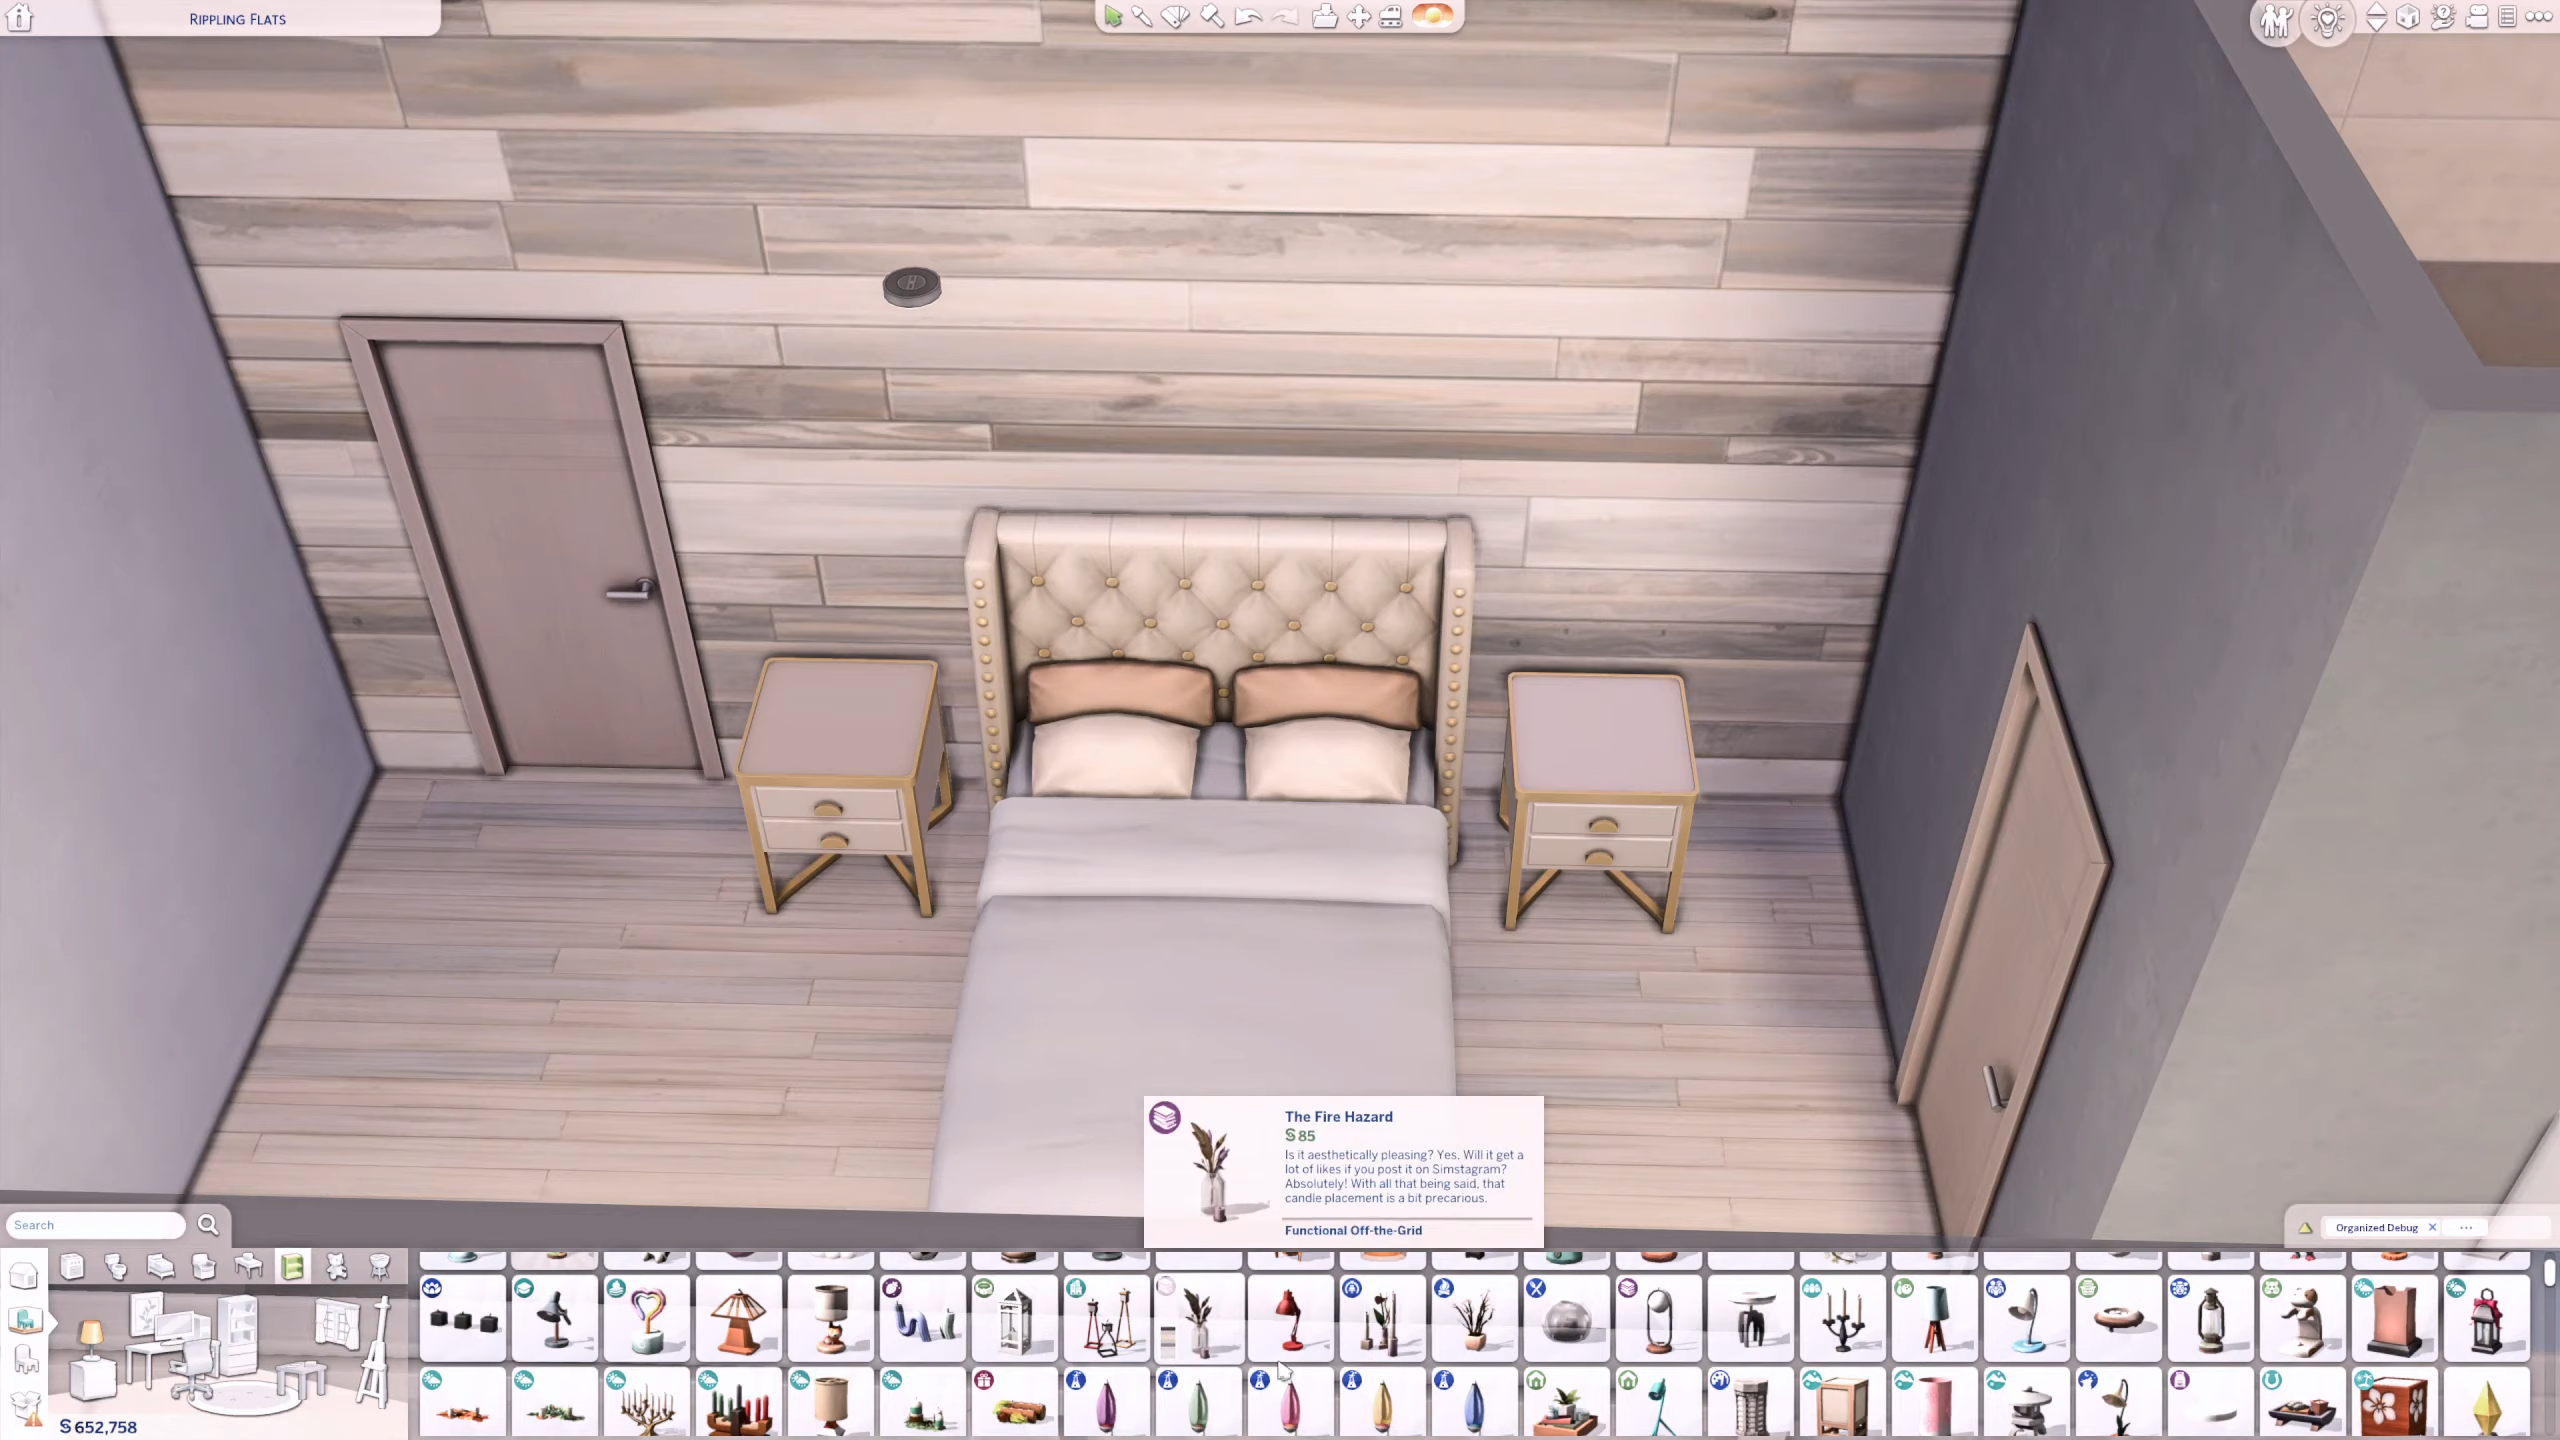 Rippling Flats
The Fire Hazard
§85
Is it aesthetically pleasing? Yes. Will it get a
lot of likes if you post it on Simstagram?
Absolutely! With all that being said, that
candle placement is a bit precarious.
Functional Off-the-Grid
Search
Organized Debug
§652,758